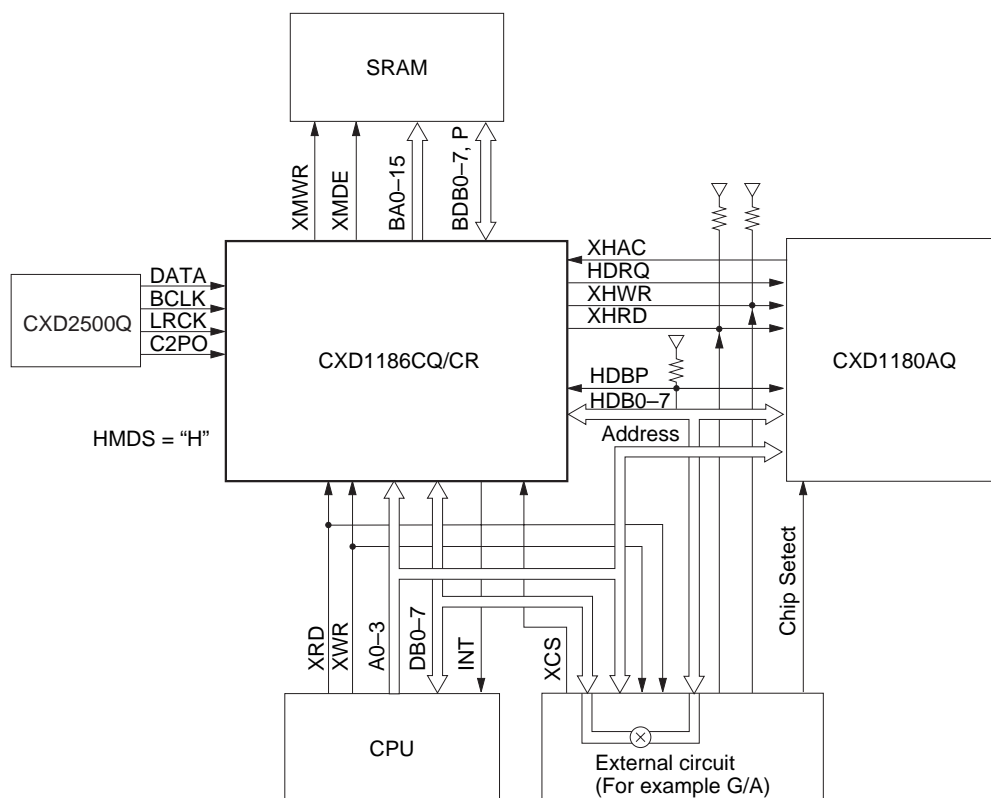 SRAM
XMWR
XMDE
BA0–15
BDB0–7, P
XHAC
HDRQ
XHWR
XHRD
DATA
BCLK
LRCK
C2PO
CXD2500Q
CXD1186CQ/CR
CXD1180AQ
HDBP
HDB0–7
Address
HMDS = “H”
XRD
XWR
A0–3
DB0–7
INT
XCS
Chip Setect
CPU
External circuit
(For example G/A)